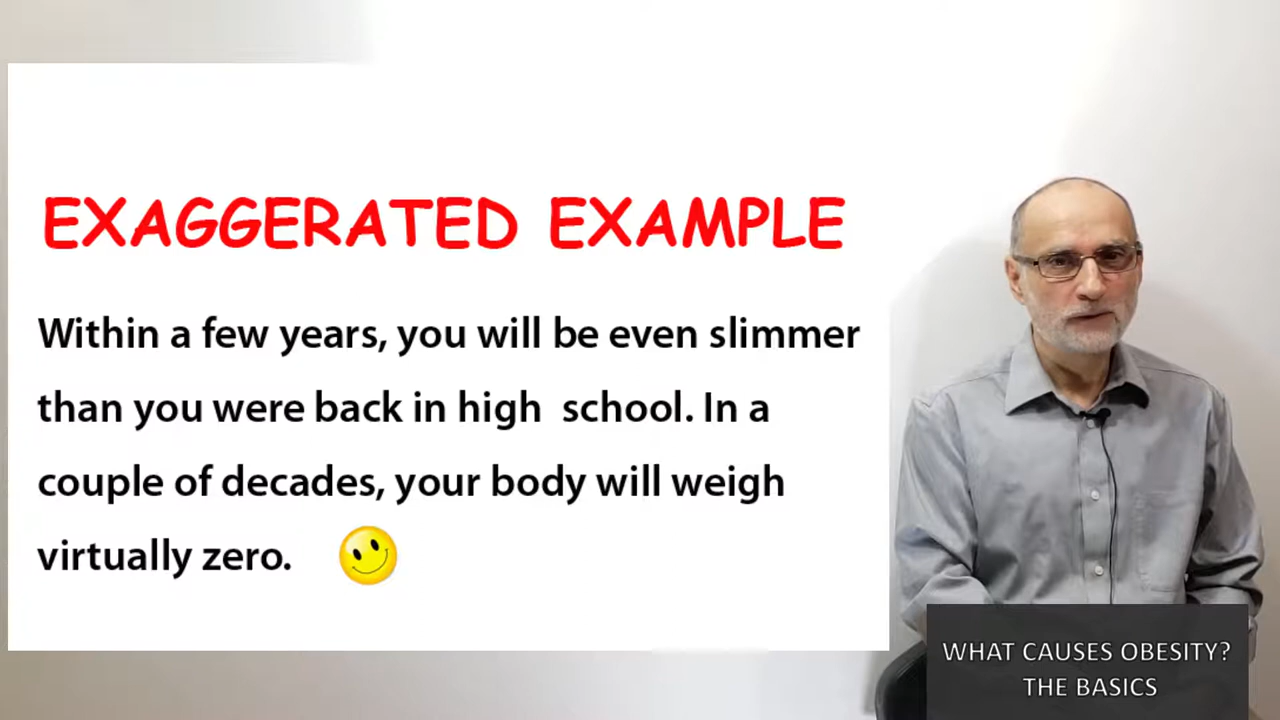 EXAGGERATED EXAMPLE
Within a few years, you will be even slimmer
than you were back in high school. In a
couple of decades, your body will weigh
virtually zero.
WHAT CAUSES OBESITY?
THE BASICS